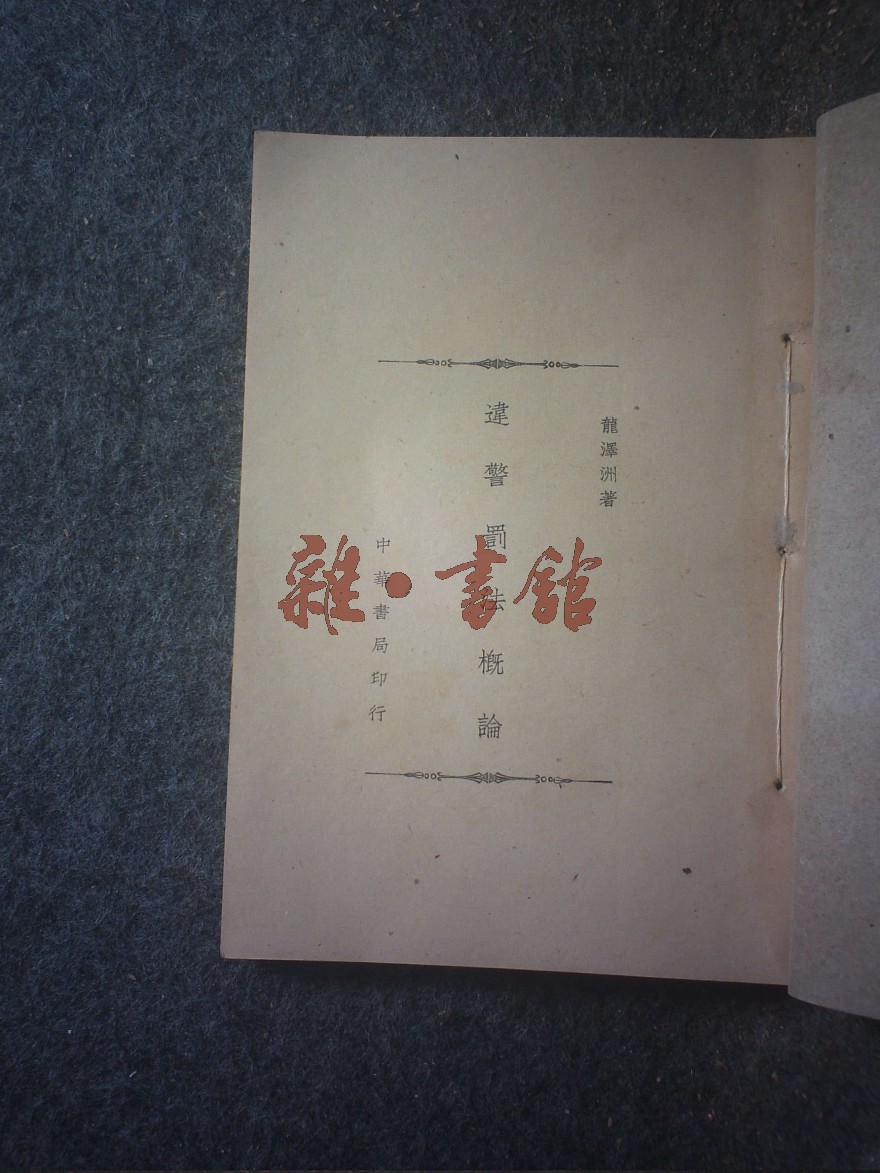 龍澤洲著
違警罰法概論
中華書局印行
雜·書館